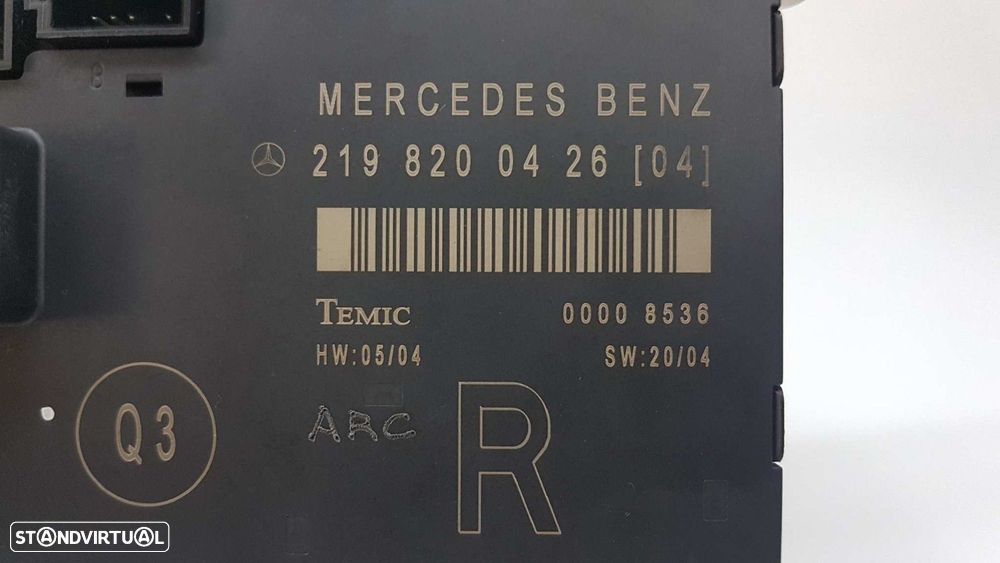 8
MERCEDES BENZ
219 820 04 26 [04]
TEMIC 0000 8536
HW:05/04 SW:20/04
ARC
Q3
R
STANDVIRTUAL